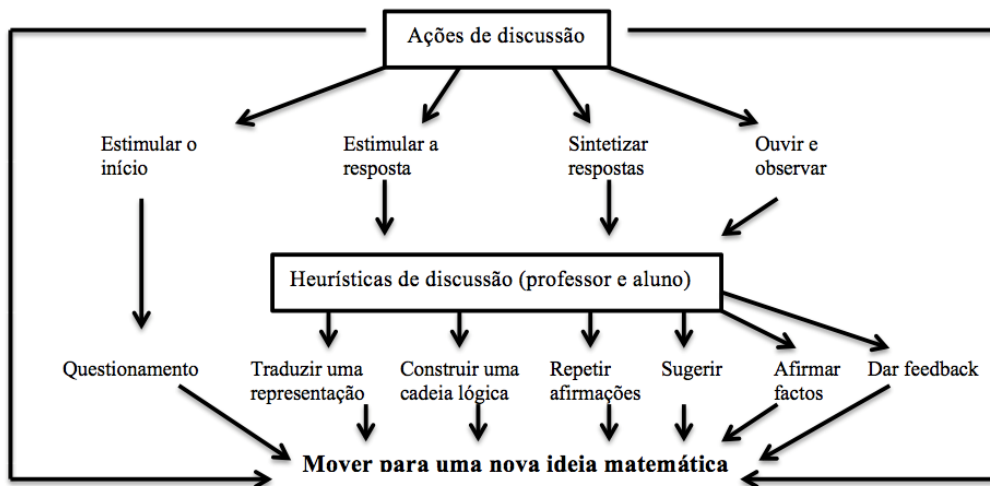 Ações de discussão
Estimular o
início
Estimular a
resposta
Sintetizar
respostas
Ouvir e
observar
Heurísticas de discussão (professor e aluno)
Questionamento
Traduzir uma
representação
Construir uma
cadeia lógica
Repetir
afirmações
Sugerir
Afirmar
factos
Dar feedback
Mover para uma nova ideia matemática